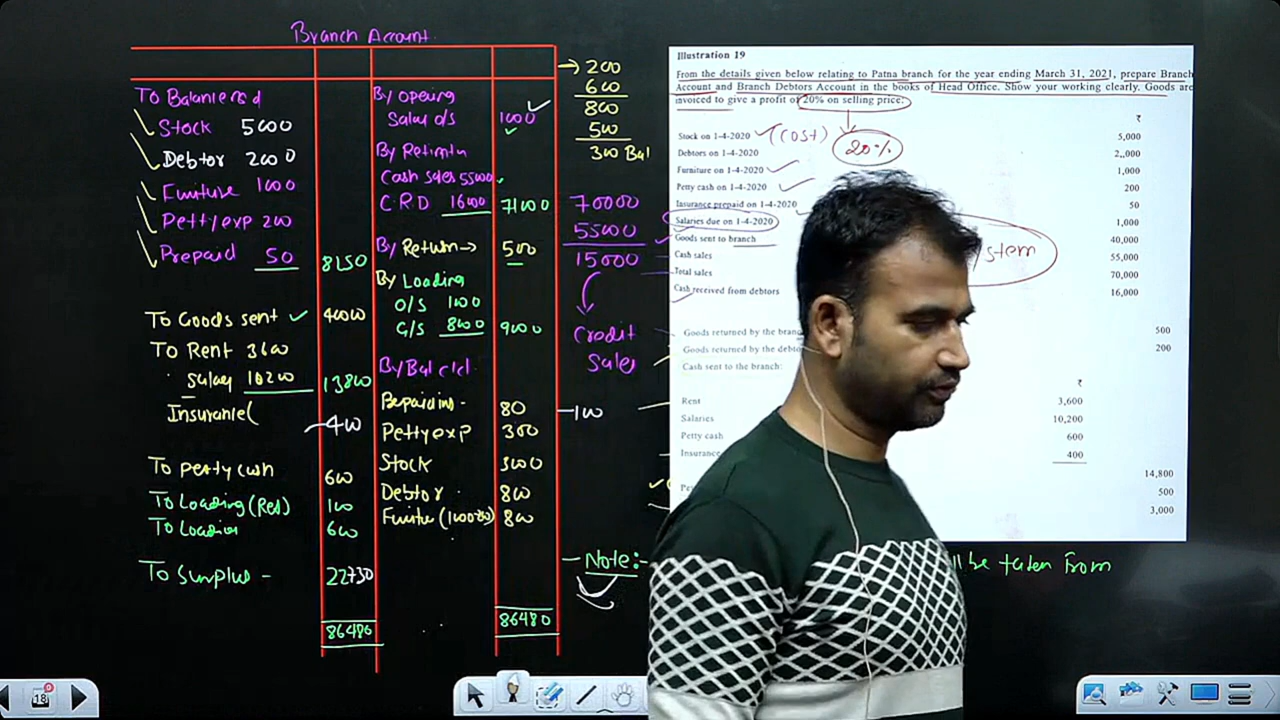 Branch Account
To Balance b d
Stock 5000
Debtor 2000
Furniture 1000
Petty exp 200
Prepaid 50
8250
To Goods sent
40000
To Rent 3600
Salary 10200
13800
Insurance(
400
To petty cash
600
To Loading (Ret)
100
To Loading
600
To Surplus -
22730
86480
By Opening
Salary o/s
1000
By Remittance
Cash sales 55000
C.R.D 16000
71000
By Return→
500
By Loading
O/S 1000
G/S 8000
9000
By Bal c/d
Prepaid ins -
80
Petty exp
300
Stock
3000
Debtor
800
800
86480
→ 200
600
800
500
300 Bal
70000
55000
15000
Credit
Sales
-100
- Note:-
ll be taken from
Illustration 19
From the details given below relating to Patna branch for the year ending March 31, 2021, prepare Branch
Account and Branch Debtors Account in the books of Head Office. Show your working clearly. Goods are
invoiced to give a profit of 20% on selling price:
₹
Stock on 1-4-2020
(Cost)
20%
5,000
Debtors on 1-4-2020
2,,000
Furniture on 1-4-2020
1,000
Petty cash on 1-4-2020
200
Insurance prepaid on 1-4-2020
50
Salaries due on 1-4-2020
1,000
Goods sent to branch
stem
40,000
Cash sales
55,000
Total sales
70,000
Cash received from debtors
16,000
Goods returned by the
500
Goods returned by the
200
Cash sent to the branch:
₹
Rent
3,600
Salaries
10,200
Petty cash
600
Insurance
400
14,800
500
3,000
18